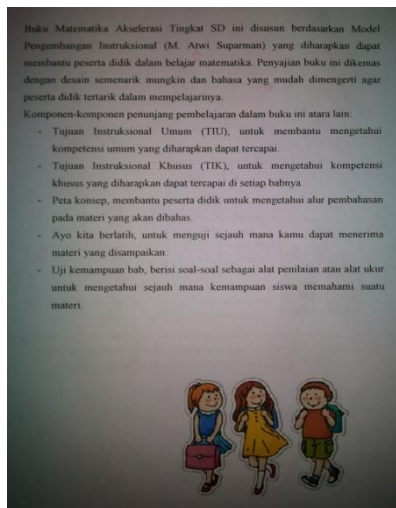 Buku Matematika Akselerasi Tingkat SD ini disusun berdasarkan Model
Pengembangan Instruksional (M. Atwi Suparman) yang diharapkan dapat
membantu peserta didik dalam belajar matematika. Penyajian buku ini dikemas
dengan desain semenarik mungkin dan bahasa yang mudah dimengerti agar
peserta didik tertarik dalam mempelajarinya.
Komponen-komponen penunjang pembelajaran dalam buku ini atara lain:
- Tujuan Instruksional Umum (TIU), untuk membantu mengetahui
kompetensi umum yang diharapkan dapat tercapai.
- Tujuan Instruksional Khusus (TIK), untuk mengetahui kompetensi
khusus yang diharapkan dapat tercapai di setiap babnya.
- Peta konsep, membantu peserta didik untuk mengetahui alur pembahasan
pada materi yang akan dibahas.
- Ayo kita berlatih, untuk menguji sejauh mana kamu dapat menerima
materi yang disampaikan.
- Uji kemampuan bab, berisi soal-soal sebagai alat penilaian atau alat ukur
untuk mengetahui sejauh mana kemampuan siswa memahami suatu
materi.